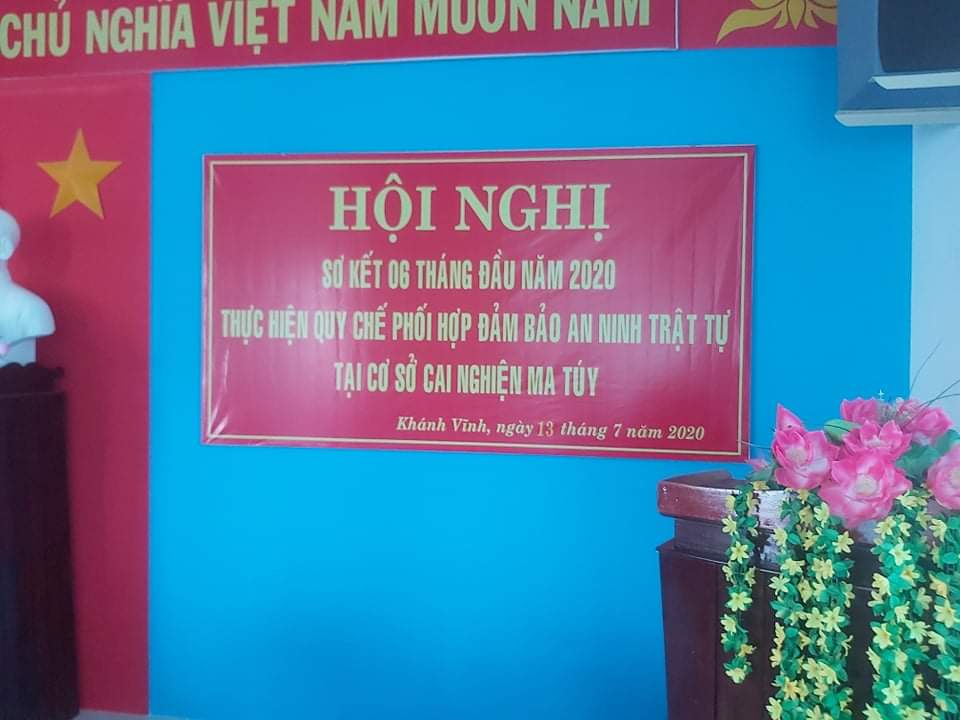 CHỦ NGHĨA VIỆT NAM MUÔN NĂM
HỘI NGHỊ
SƠ KẾT 06 THÁNG ĐẦU NĂM 2020
THỰC HIỆN QUY CHẾ PHỐI HỢP ĐẢM BẢO AN NINH TRẬT TỰ
TẠI CƠ SỞ CAI NGHIỆN MA TÚY
Khánh Vĩnh, ngày 13 tháng 7 năm 2020